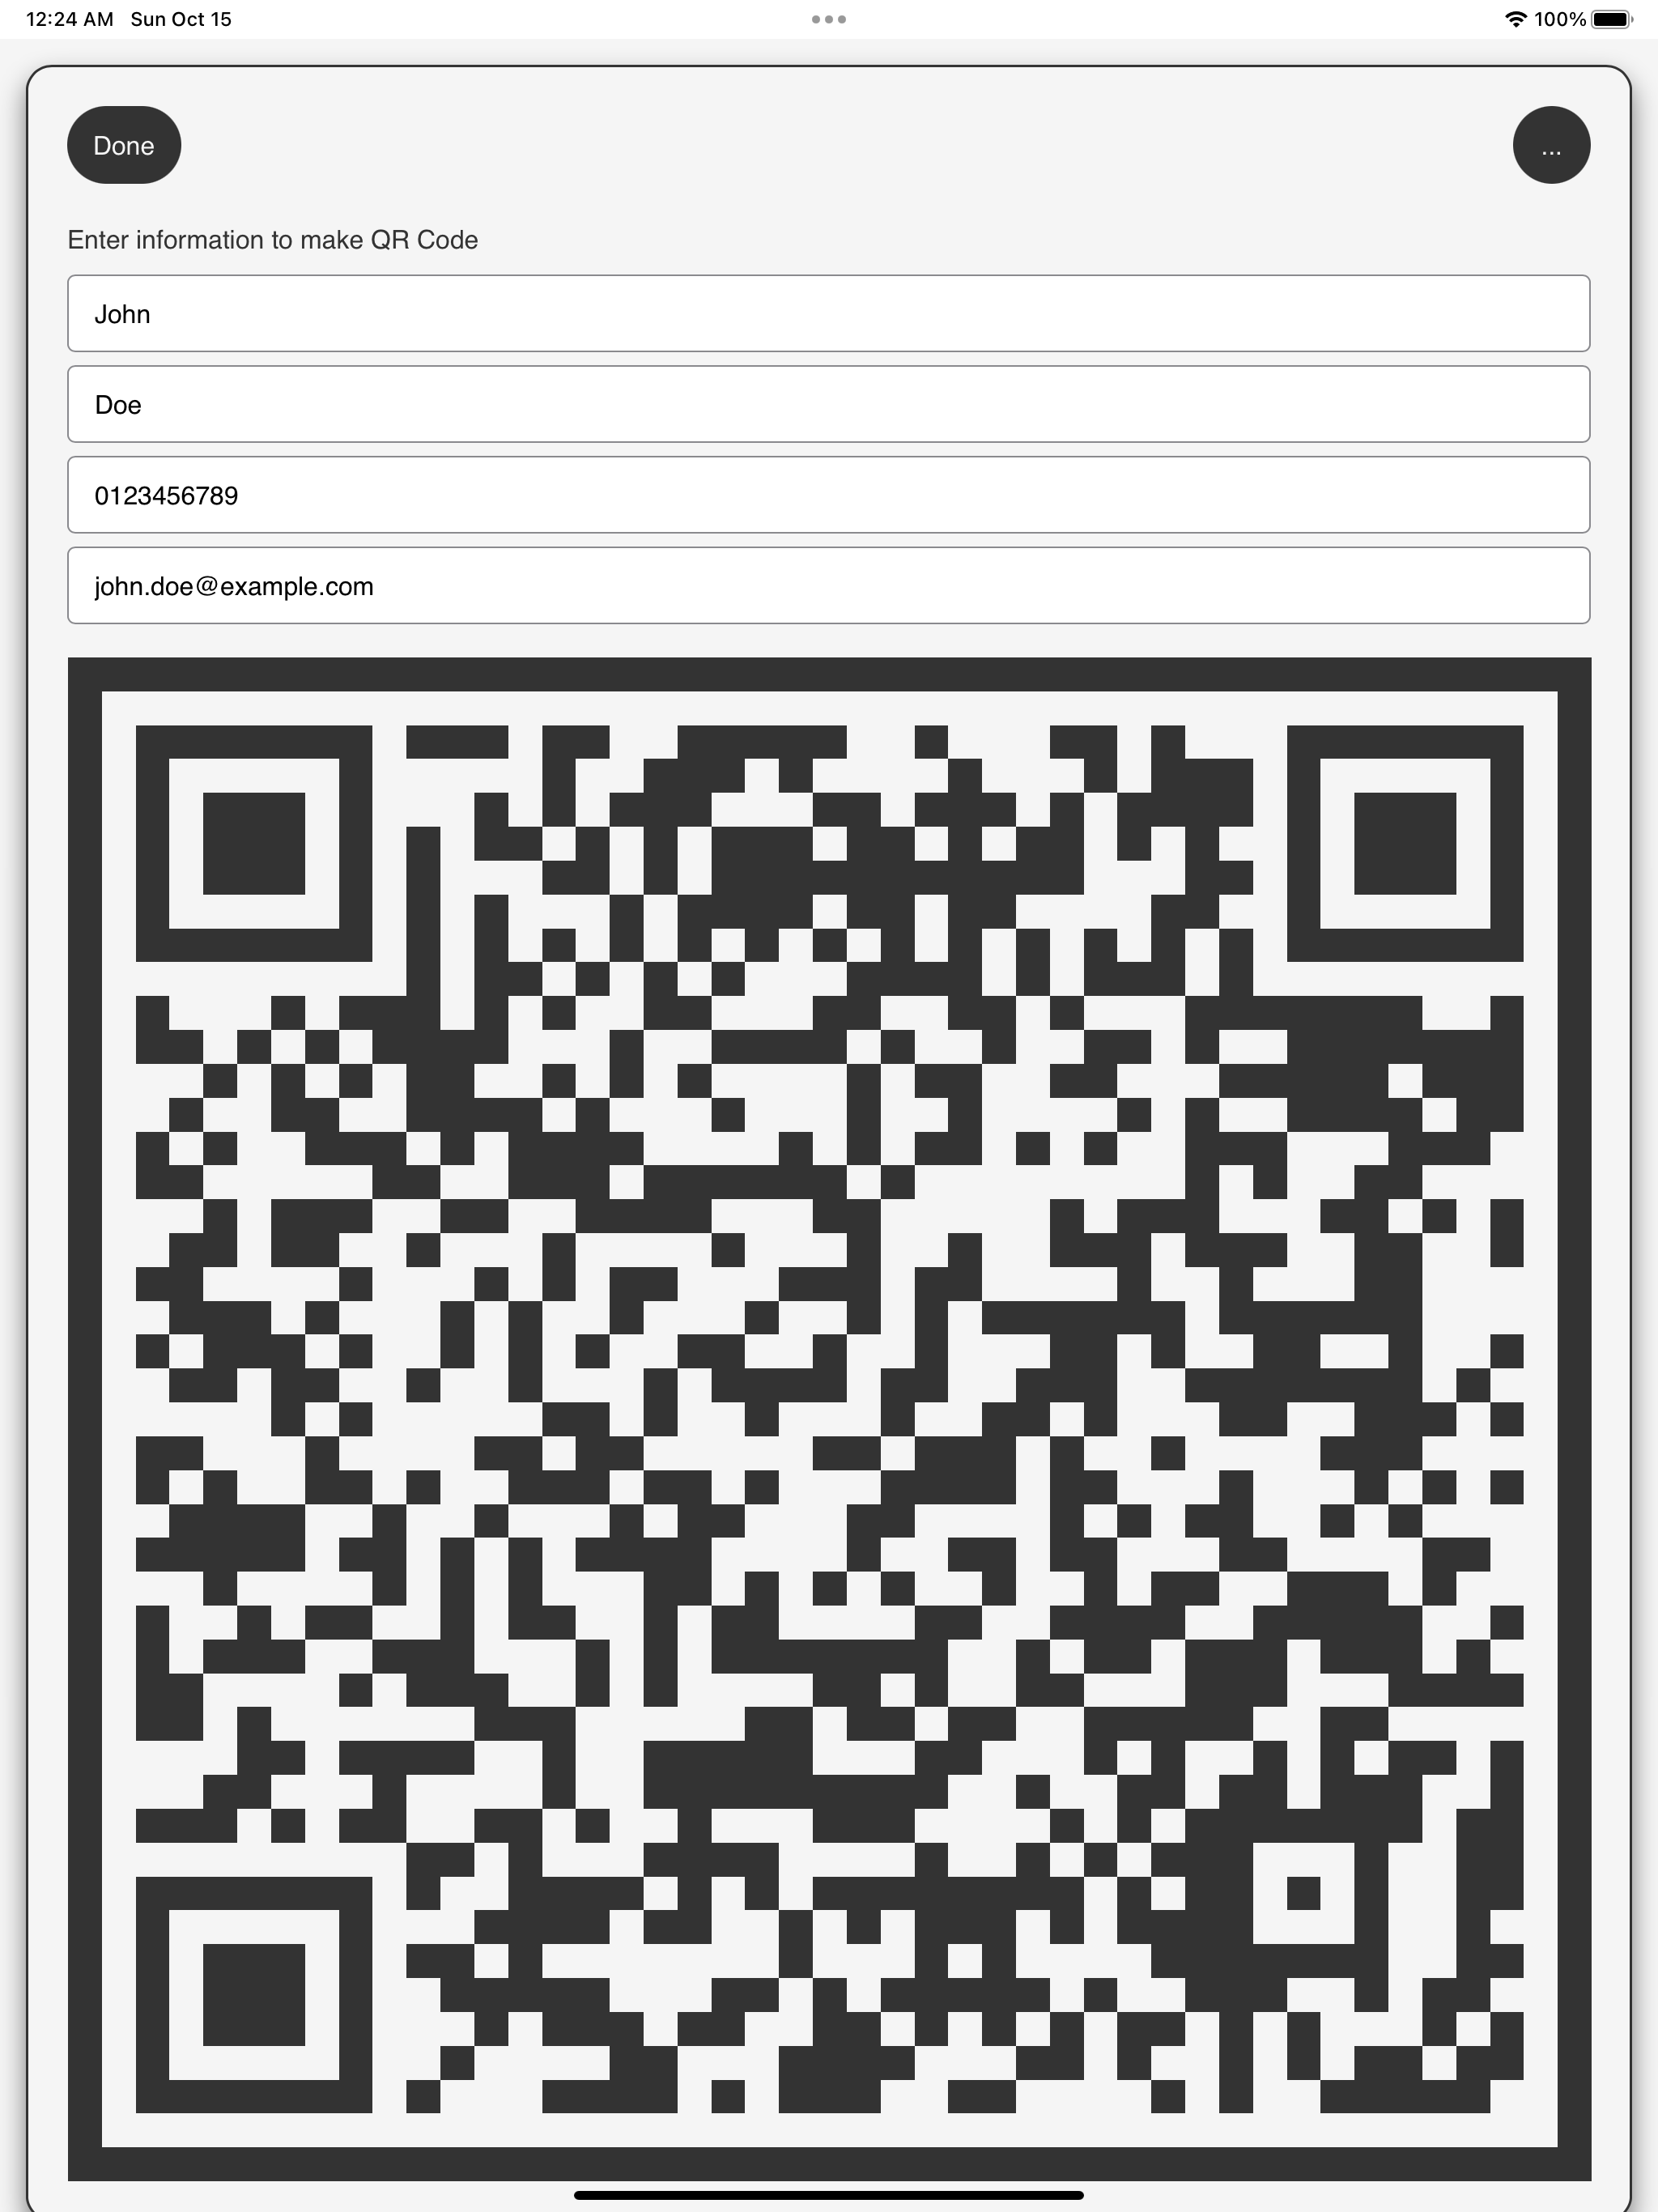 12:24 AM Sun Oct 15
100%
Done
...
Enter information to make QR Code
John
Doe
0123456789
john.doe@example.com